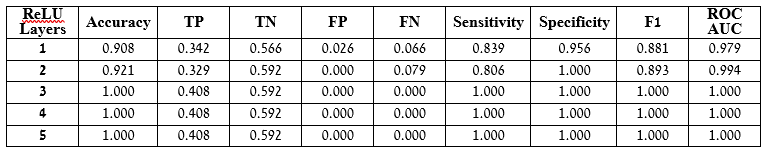 ReLU Layers Accuracy TP TN FP FN Sensitivity Specificity F1 ROC AUC
1 0.908 0.342 0.566 0.026 0.066 0.839 0.956 0.881 0.979
2 0.921 0.329 0.592 0.000 0.079 0.806 1.000 0.893 0.994
3 1.000 0.408 0.592 0.000 0.000 1.000 1.000 1.000 1.000
4 1.000 0.408 0.592 0.000 0.000 1.000 1.000 1.000 1.000
5 1.000 0.408 0.592 0.000 0.000 1.000 1.000 1.000 1.000